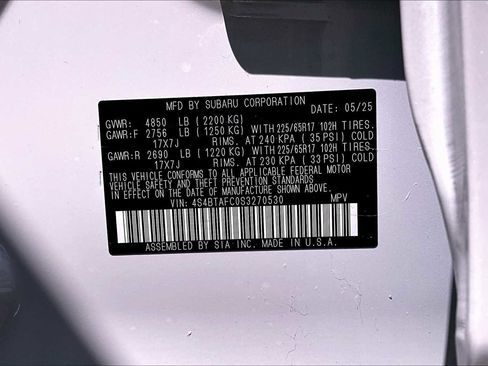 MFD BY SUBARU CORPORATION
DATE: 05/25
GVWR: 4850 LB ( 2200 KG)
GAWR:F 2756 LB ( 1250 KG) WITH 225/65R17 102H TIRES.
17X7J RIMS. AT 240 KPA ( 35 PSI) COLD
GAWR:R 2690 LB ( 1220 KG) WITH 225/65R17 102H TIRES.
17X7J RIMS. AT 230 KPA ( 33 PSI) COLD
THIS VEHICLE CONFORMS TO ALL APPLICABLE FEDERAL MOTOR
VEHICLE SAFETY AND THEFT PREVENTION STANDARDS
IN EFFECT ON THE DATE OF MANUFACTURE SHOWN ABOVE.
VIN: 4S4BTAFC0S3270530 MPV
ASSEMBLED BY SIA INC. MADE IN U.S.A.